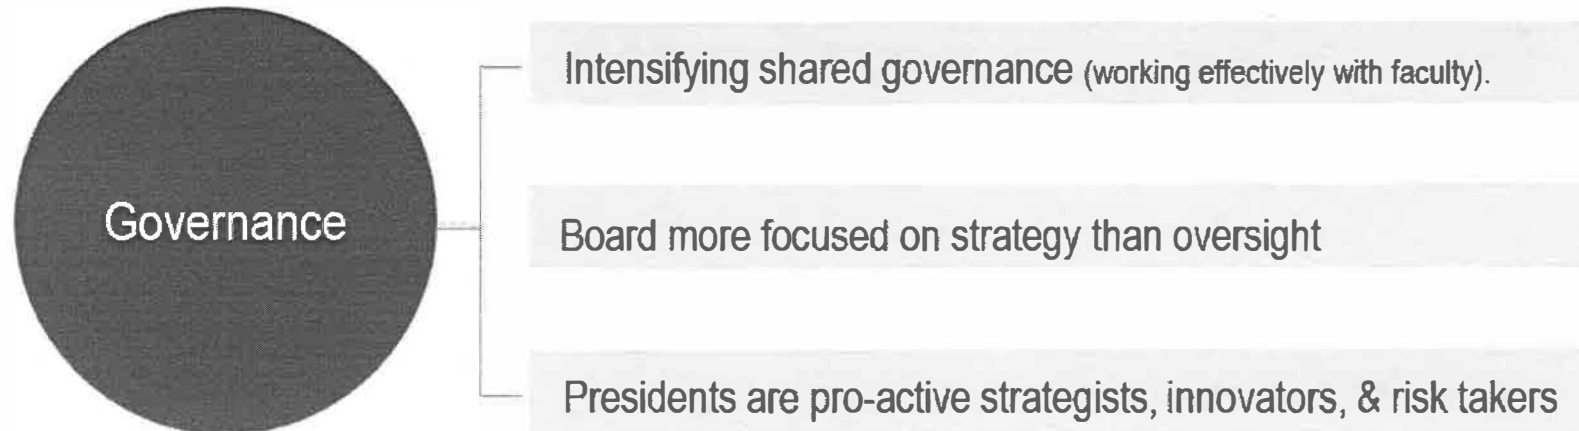 Governance
Intensifying shared governance (working effectively with faculty).
Board more focused on strategy than oversight
Presidents are pro-active strategists, innovators, & risk takers